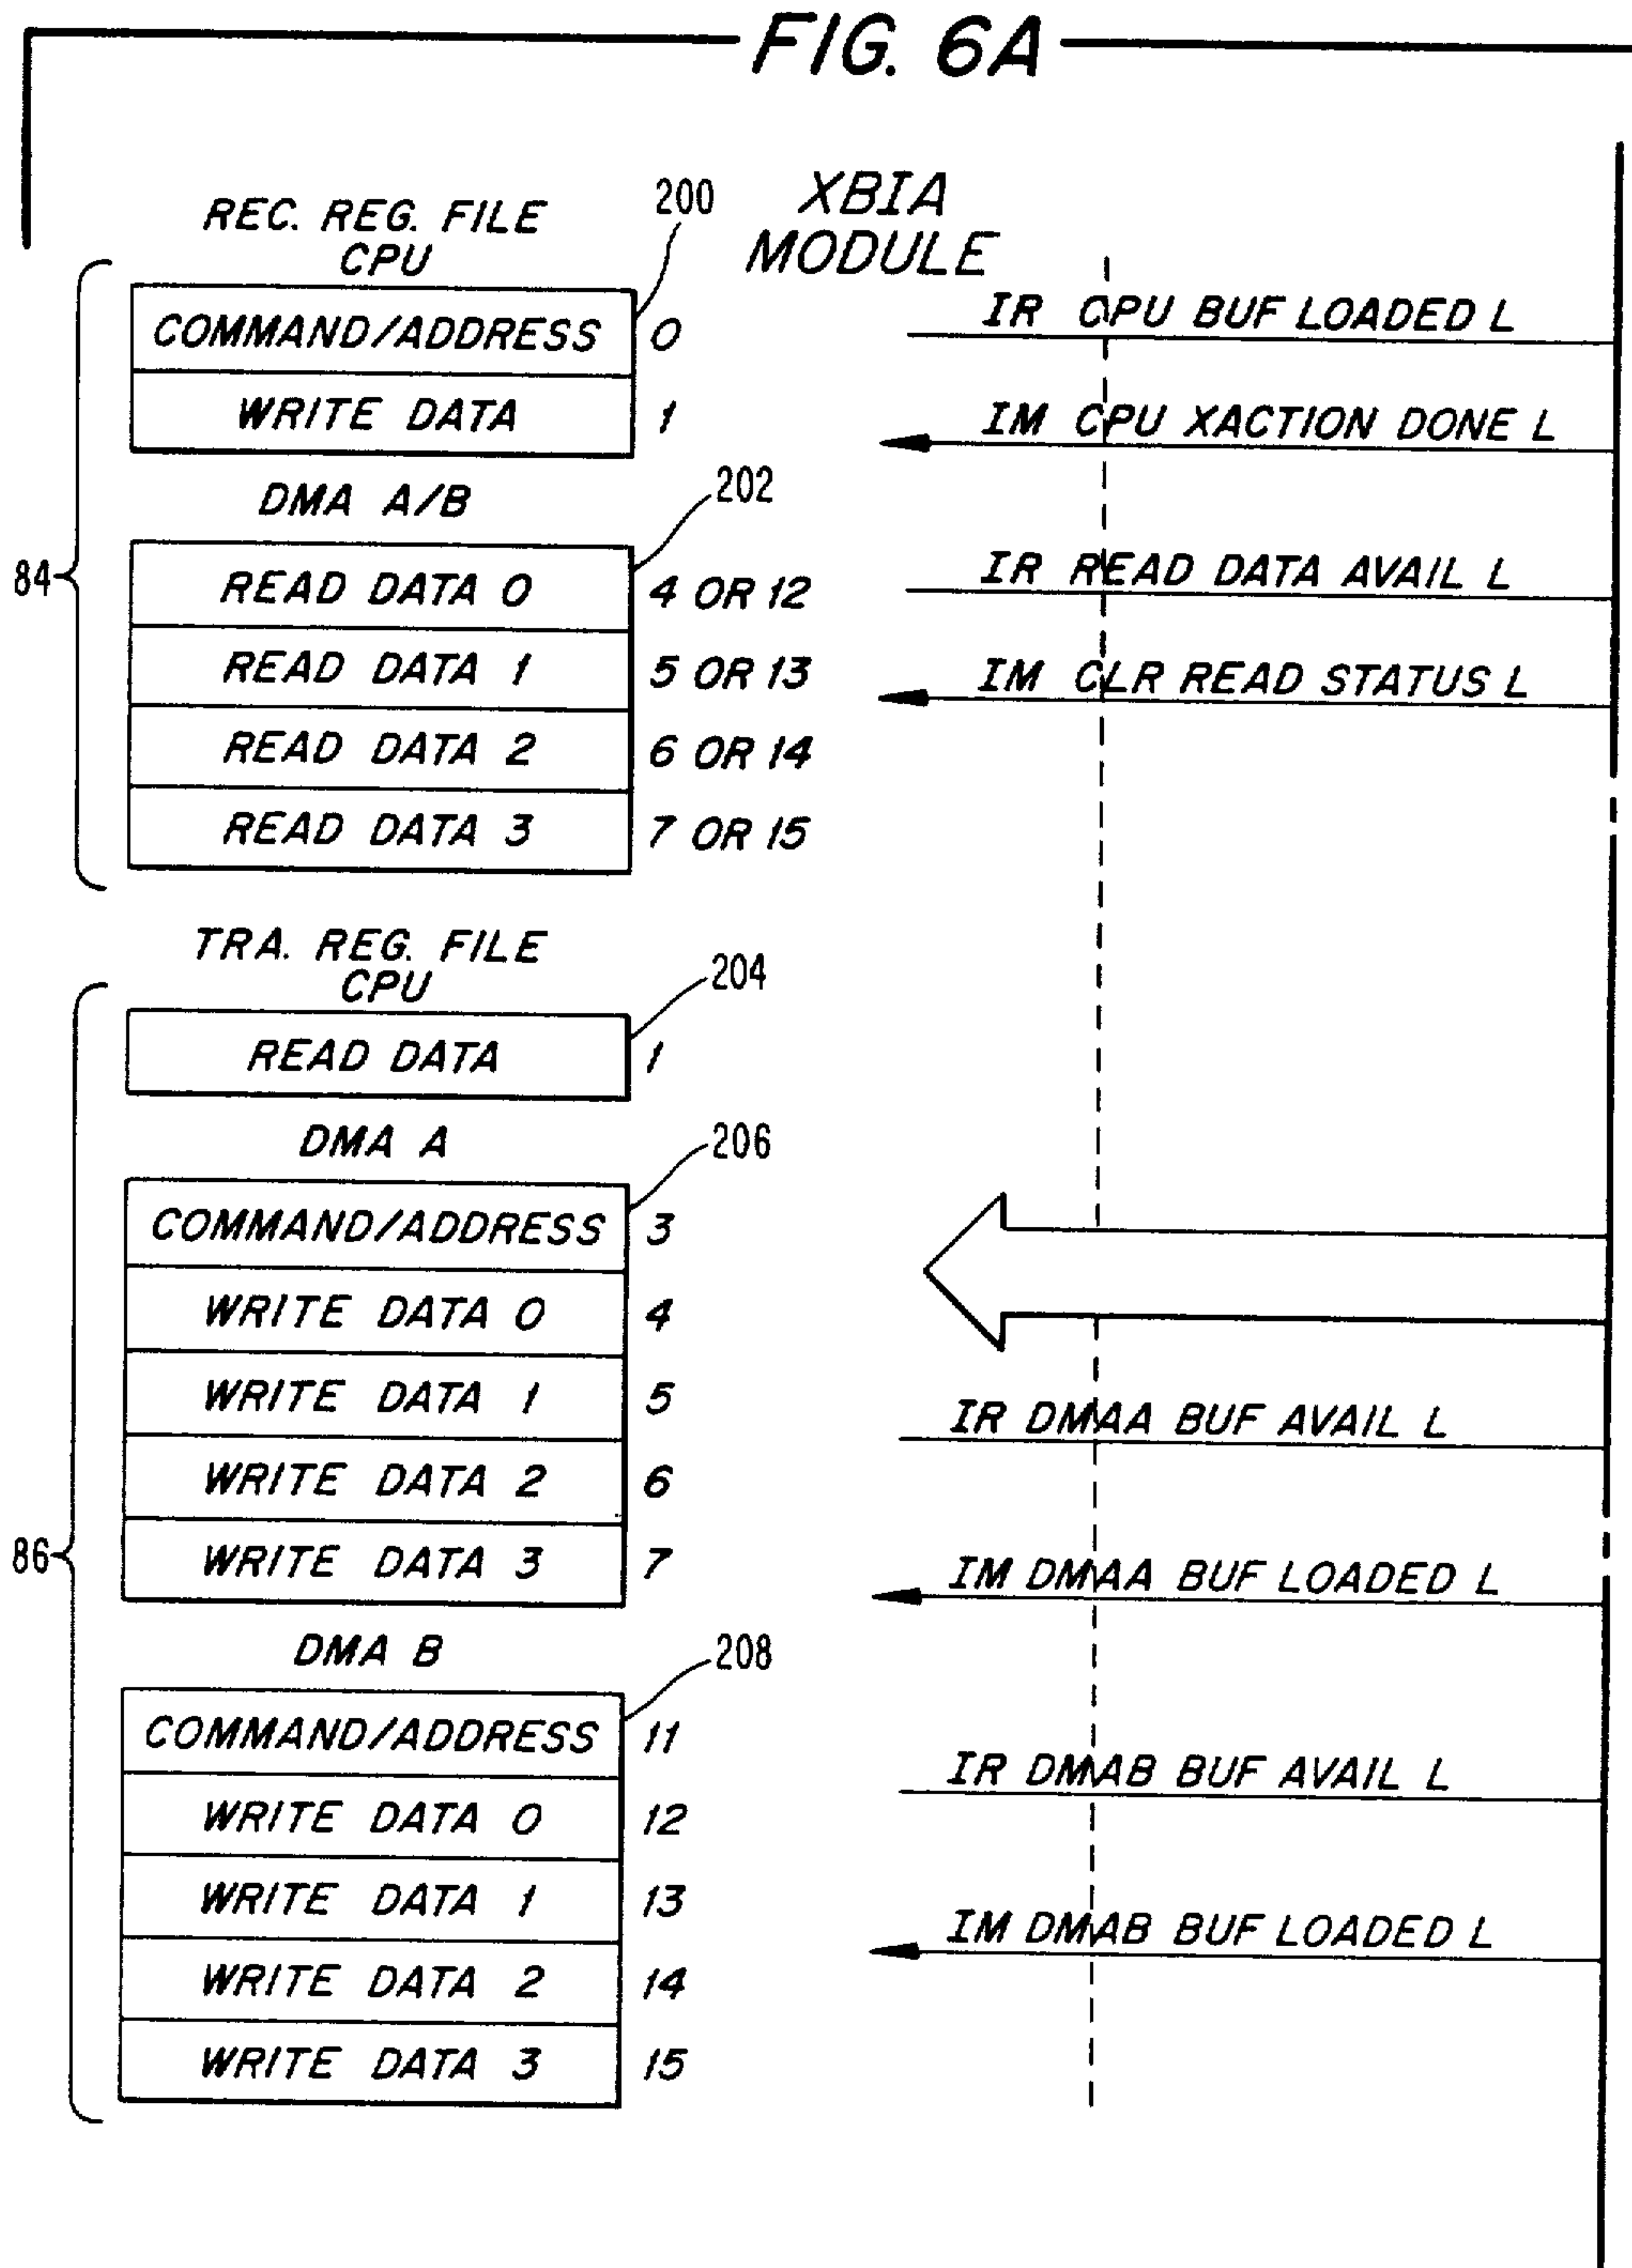 FIG. 6A
REC. REG. FILE
CPU
200
XBIA
MODULE
COMMAND/ADDRESS 0
WRITE DATA 1
DMA A/B
202
84
READ DATA 0 4 OR 12
READ DATA 1 5 OR 13
READ DATA 2 6 OR 14
READ DATA 3 7 OR 15
TRA. REG. FILE
CPU
204
READ DATA 1
DMA A
206
COMMAND/ADDRESS 3
WRITE DATA 0 4
WRITE DATA 1 5
WRITE DATA 2 6
86
WRITE DATA 3 7
DMA B
208
COMMAND/ADDRESS 11
WRITE DATA 0 12
WRITE DATA 1 13
WRITE DATA 2 14
WRITE DATA 3 15
IR CPU BUF LOADED L
IM CPU XACTION DONE L
IR READ DATA AVAIL L
IM CLR READ STATUS L
IR DMAA BUF AVAIL L
IM DMAA BUF LOADED L
IR DMAB BUF AVAIL L
IM DMAB BUF LOADED L